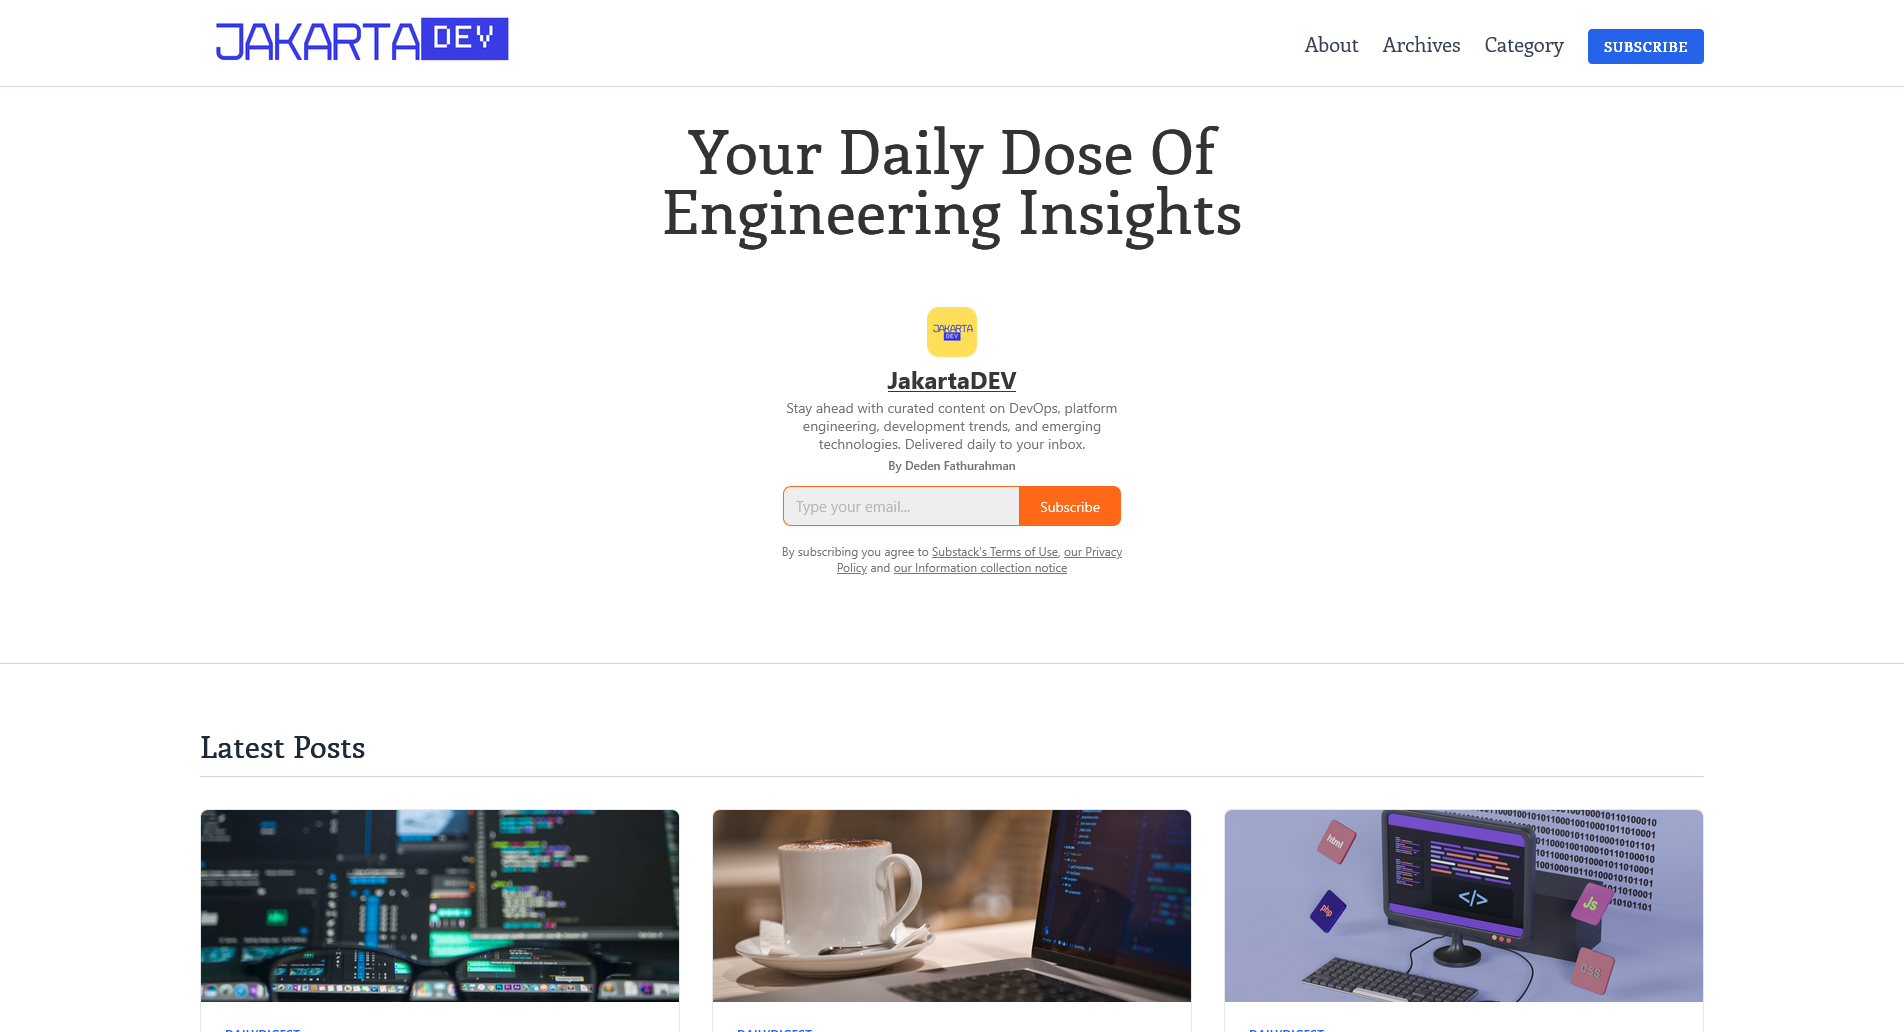 JAKARTA DEV
About Archives Category SUBSCRIBE
Your Daily Dose Of
Engineering Insights
JAKARTA
DEV
JakartaDEV
Stay ahead with curated content on DevOps, platform
engineering, development trends, and emerging
technologies. Delivered daily to your inbox.
By Deden Fathurahman
Type your email... Subscribe
By subscribing you agree to Substack's Terms of Use, our Privacy
Policy and our Information collection notice
Latest Posts
html
php
</>
Js
CSS
DAILYDIGEST DAILYDIGEST DAILYDIGEST